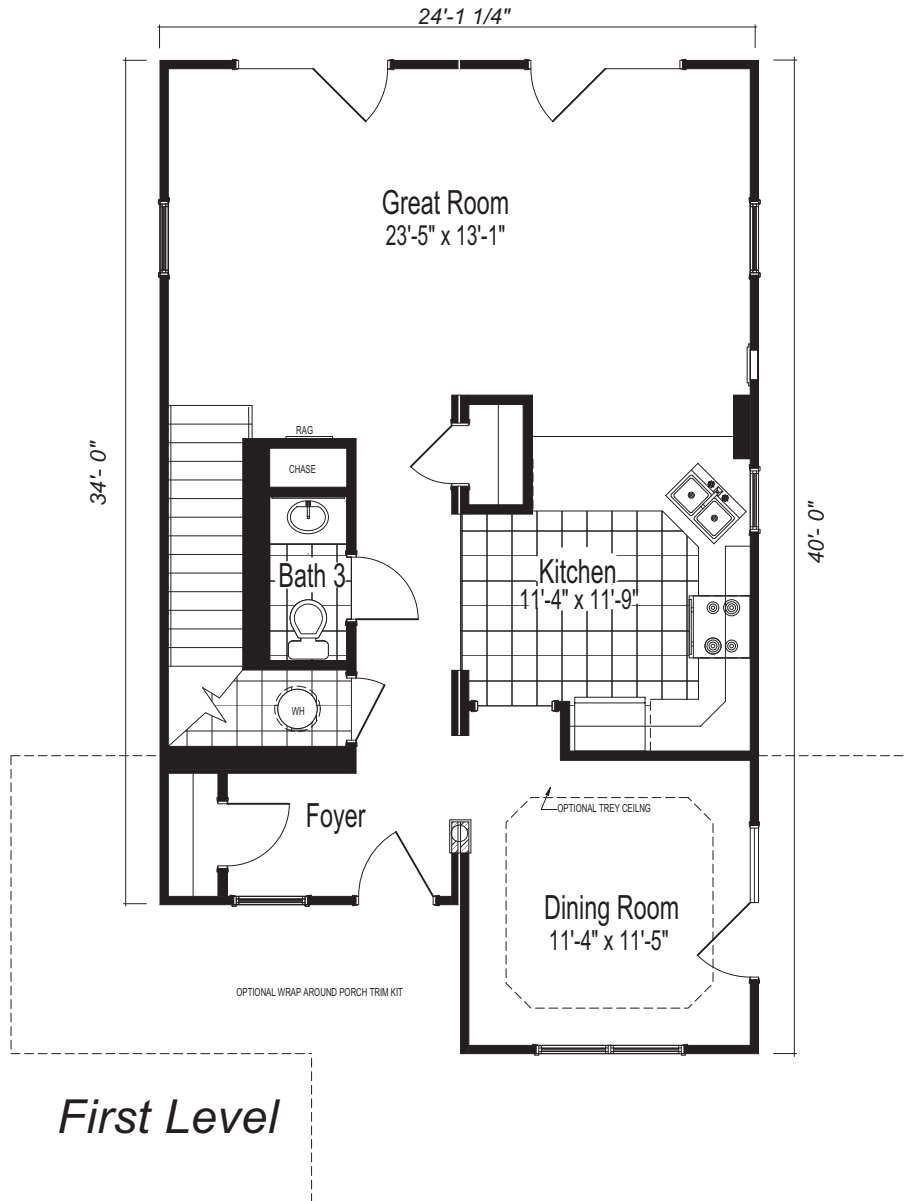 24'-1 1/4"
Great Room
23'-5" x 13'-1"
34'- 0"
RAG
CHASE
40'- 0"
Bath 3
Kitchen
11'-4" x 11'-9"
WH
Foyer
OPTIONAL TREY CEILNG
Dining Room
11'-4" x 11'-5"
OPTIONAL WRAP AROUND PORCH TRIM KIT
First Level